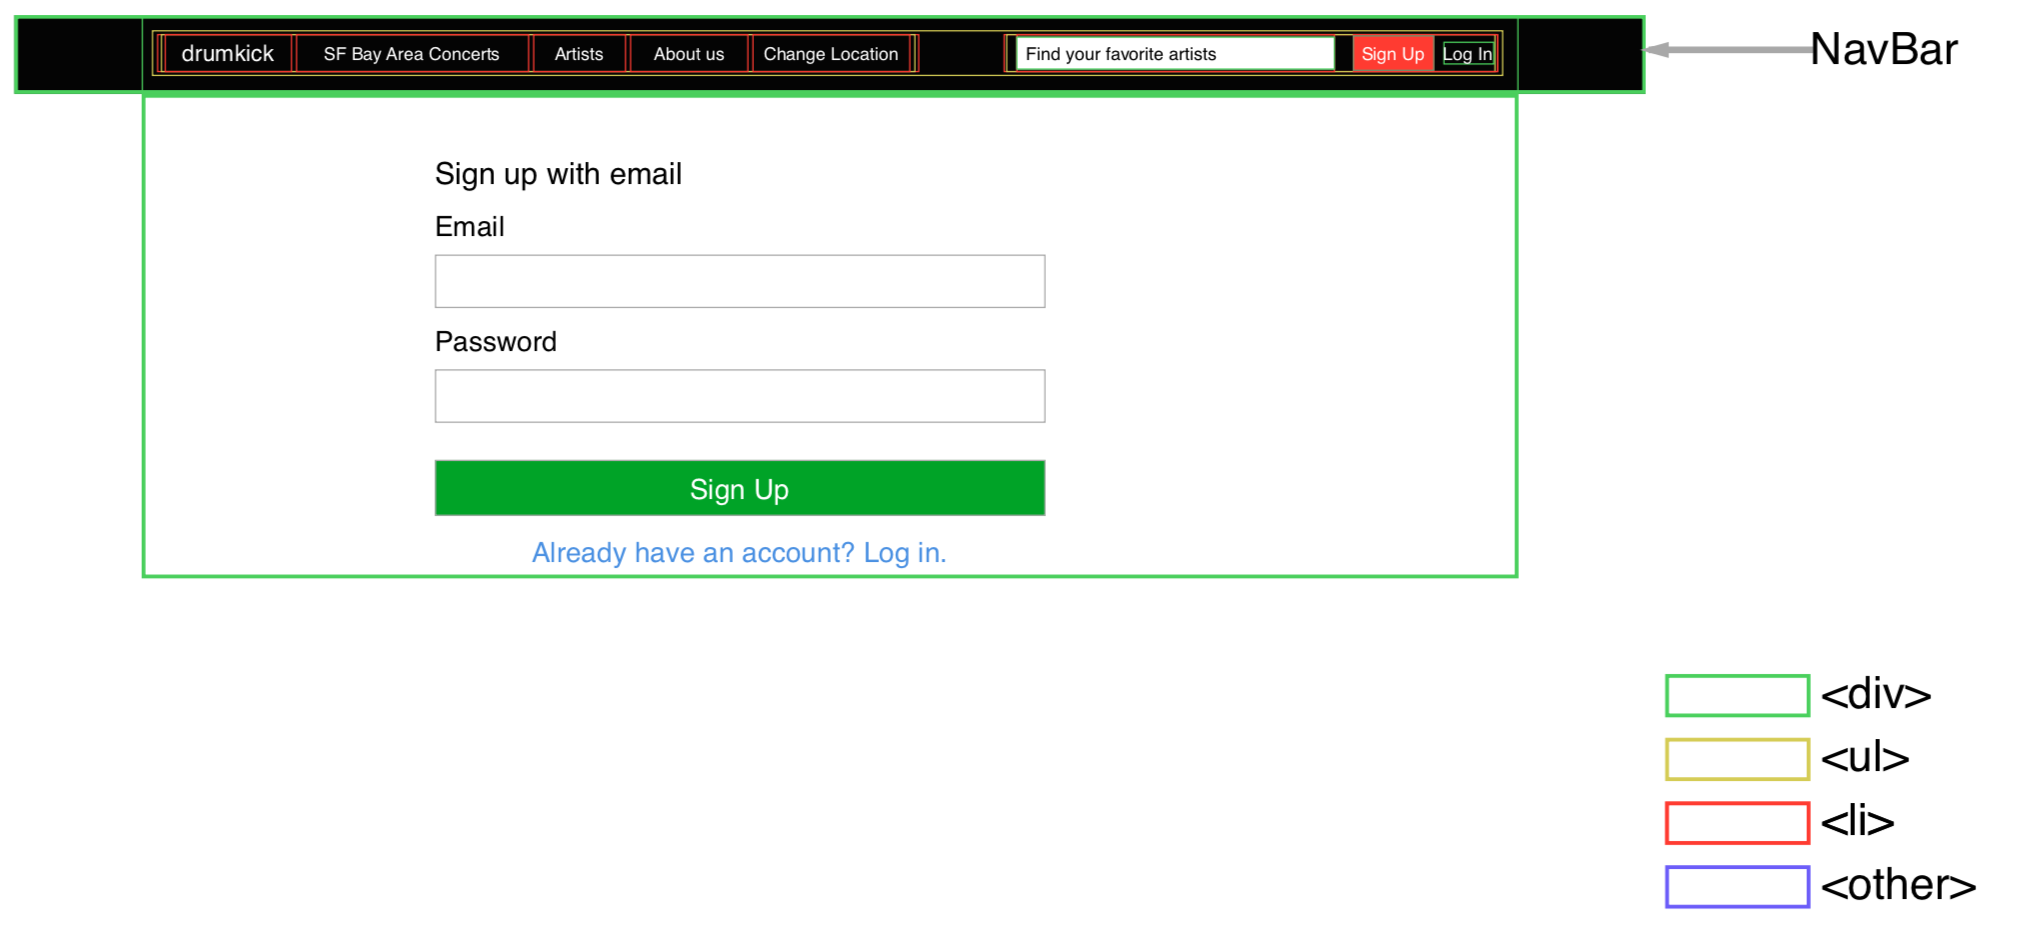 drumkick SF Bay Area Concerts Artists About us Change Location Find your favorite artists Sign Up Log In NavBar
Sign up with email
Email
Password
Sign Up
Already have an account? Log in.
<div>
<ul>
<li>
<other>